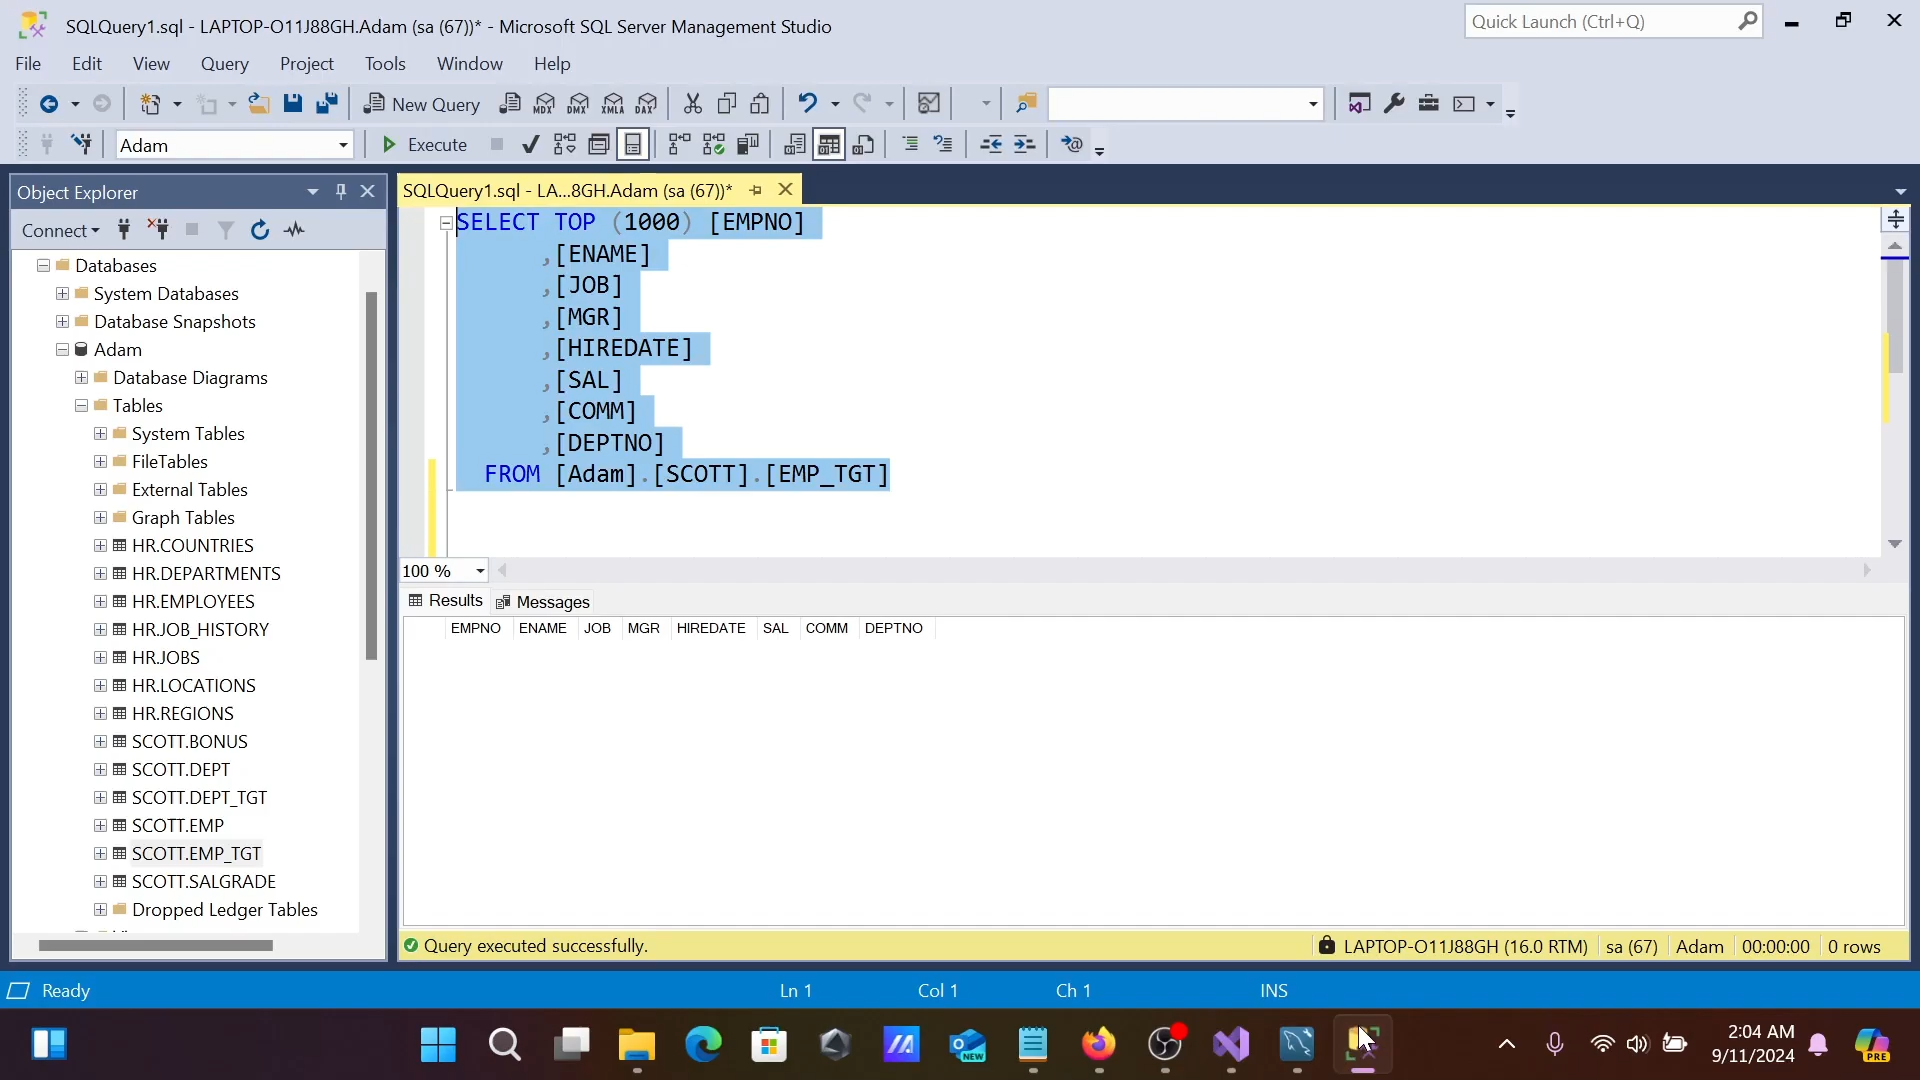 SQLQuery1.sql - LAPTOP-O11J88GH.Adam (sa (67))* - Microsoft SQL Server Management Studio
Quick Launch (Ctrl+Q)
File Edit View Query Project Tools Window Help
New Query MDX DMX XMLA DAX
Adam Execute
Object Explorer
SQLQuery1.sql - LA...8GH.Adam (sa (67))*
Connect
Databases
System Databases
Database Snapshots
Adam
Database Diagrams
Tables
System Tables
FileTables
External Tables
Graph Tables
HR.COUNTRIES
HR.DEPARTMENTS
HR.EMPLOYEES
HR.JOB_HISTORY
HR.JOBS
HR.LOCATIONS
HR.REGIONS
SCOTT.BONUS
SCOTT.DEPT
SCOTT.DEPT_TGT
SCOTT.EMP
SCOTT.EMP_TGT
SCOTT.SALGRADE
Dropped Ledger Tables
SELECT TOP (1000) [EMPNO]
,[ENAME]
,[JOB]
,[MGR]
,[HIREDATE]
,[SAL]
,[COMM]
,[DEPTNO]
FROM [Adam].[SCOTT].[EMP_TGT]
100 %
Results Messages
EMPNO ENAME JOB MGR HIREDATE SAL COMM DEPTNO
Query executed successfully. LAPTOP-O11J88GH (16.0 RTM) sa (67) Adam 00:00:00 0 rows
Ready Ln 1 Col 1 Ch 1 INS
NEW
2:04 AM
9/11/2024
PRE